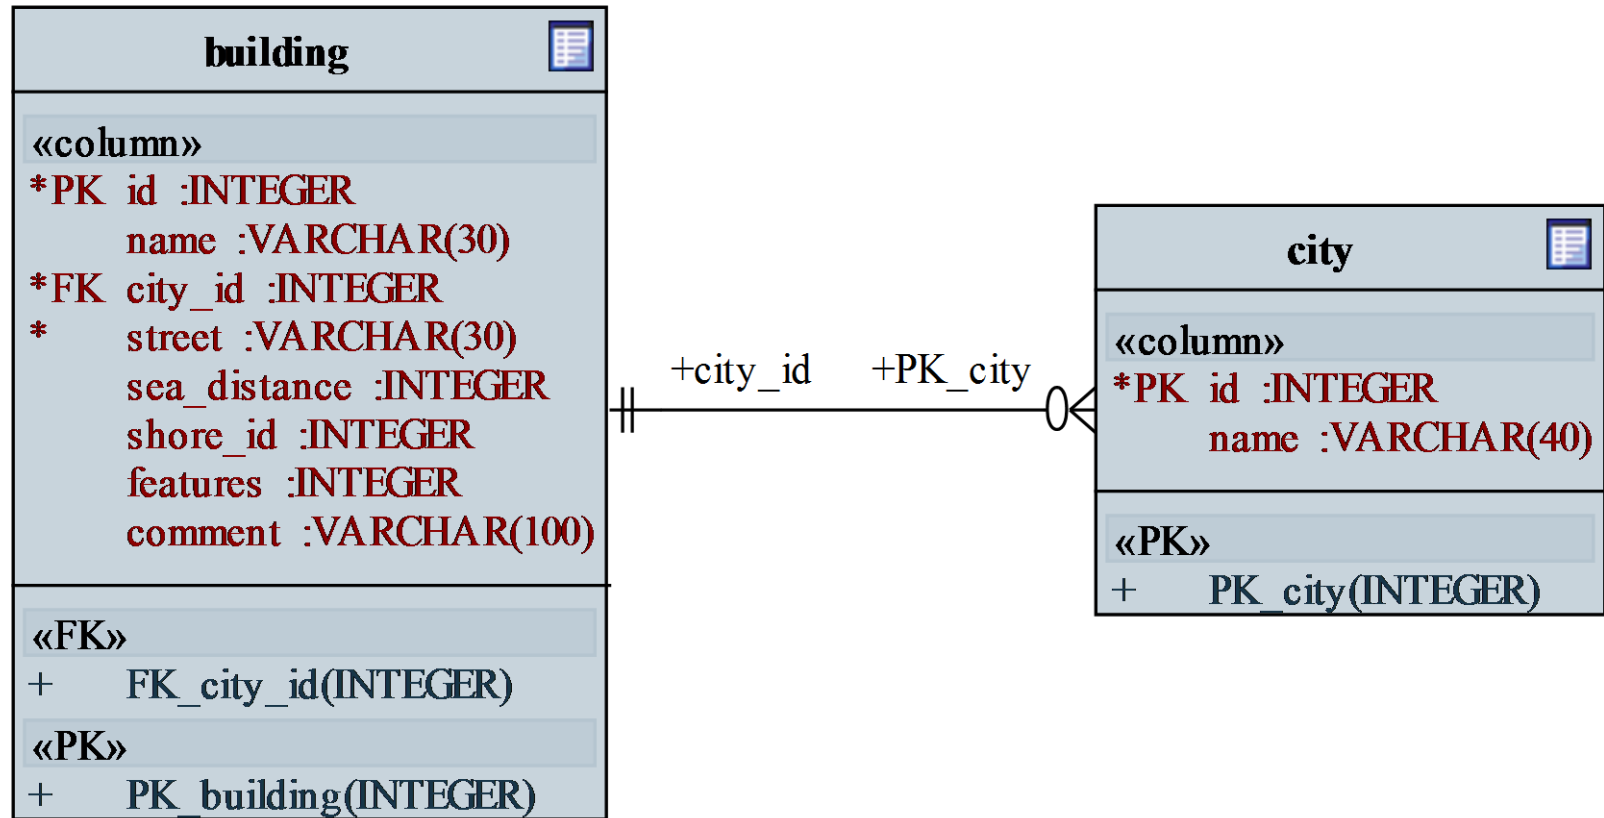 building
«column»
*PK id :INTEGER
name :VARCHAR(30)
*FK city_id :INTEGER
* street :VARCHAR(30)
sea_distance :INTEGER
shore_id :INTEGER
features :INTEGER
comment :VARCHAR(100)
«FK»
+ FK_city_id(INTEGER)
«PK»
+ PK_building(INTEGER)
+city_id +PK_city
city
«column»
*PK id :INTEGER
name :VARCHAR(40)
«PK»
+ PK_city(INTEGER)